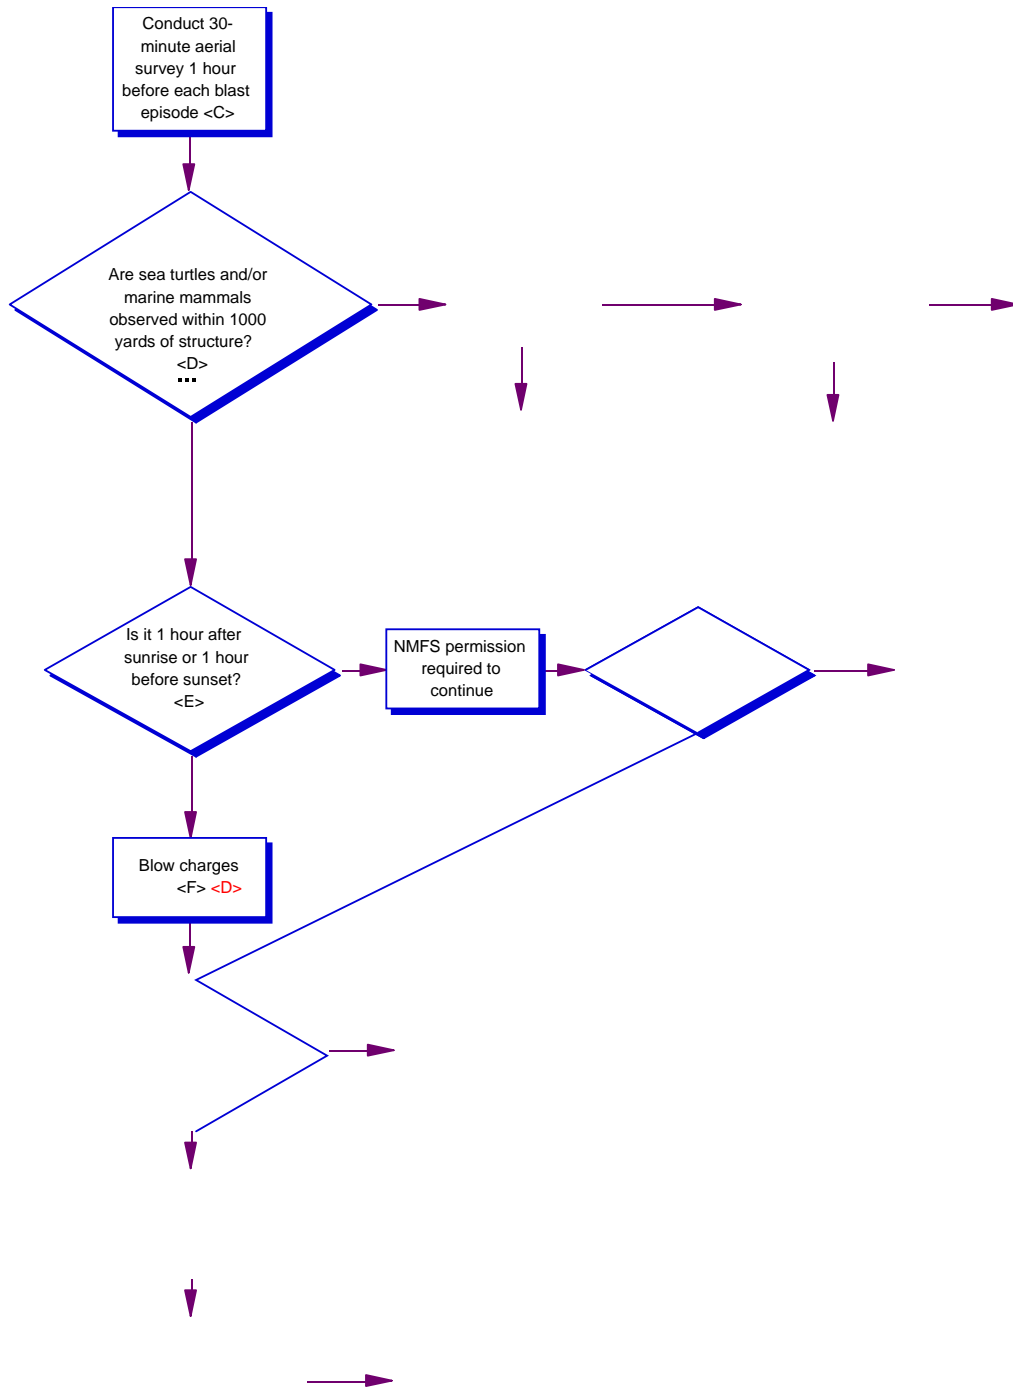 Conduct 30-
minute aerial
survey 1 hour
before each blast
episode <C>
Are sea turtles and/or
marine mammals
observed within 1000
yards of structure?
<D>
Is it 1 hour after
sunrise or 1 hour
before sunset?
<E>
NMFS permission
required to
continue
Blow charges
<F> <D>